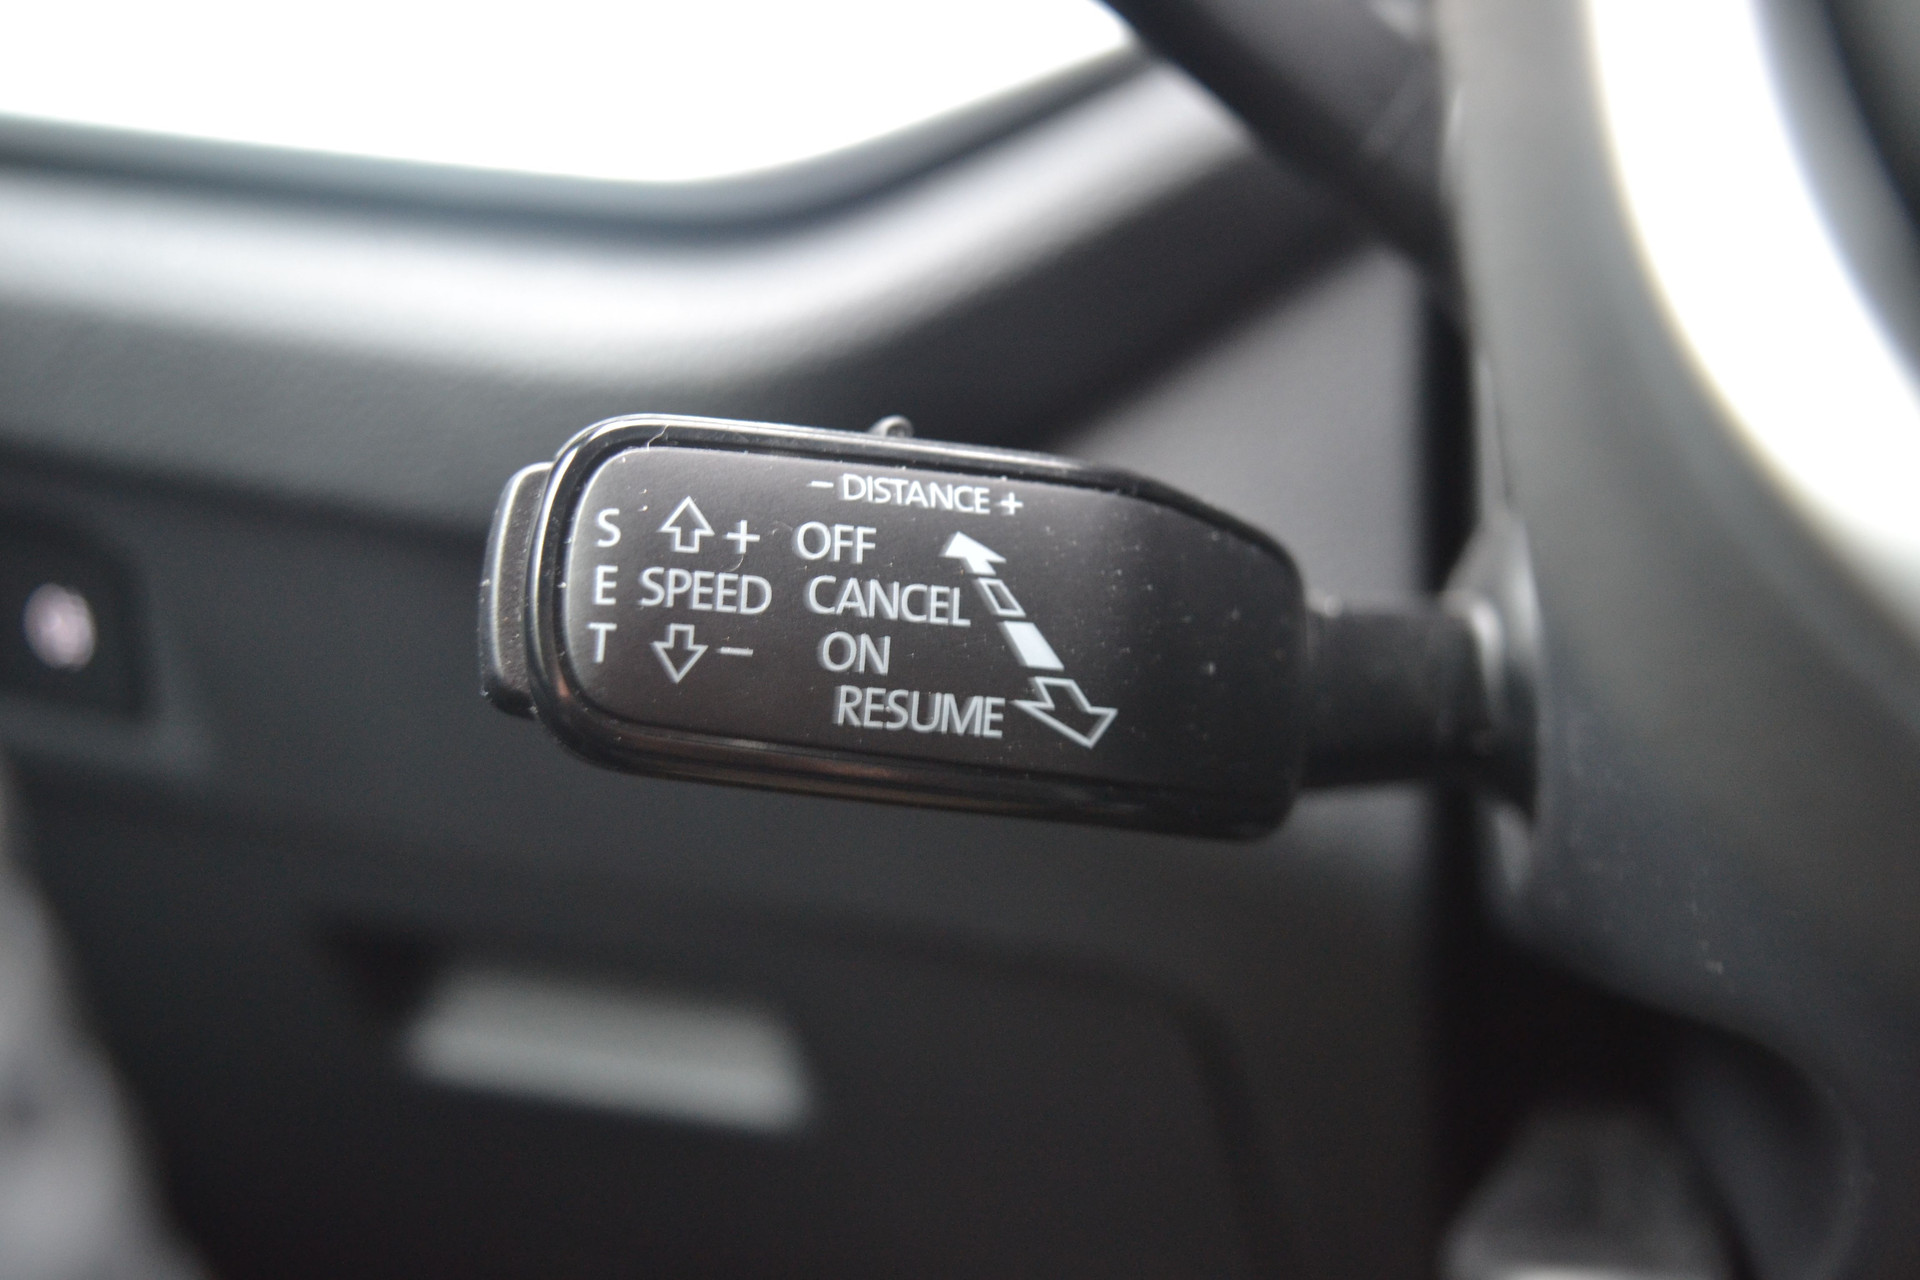 – DISTANCE +
S + OFF
E SPEED CANCEL
T – ON
RESUME